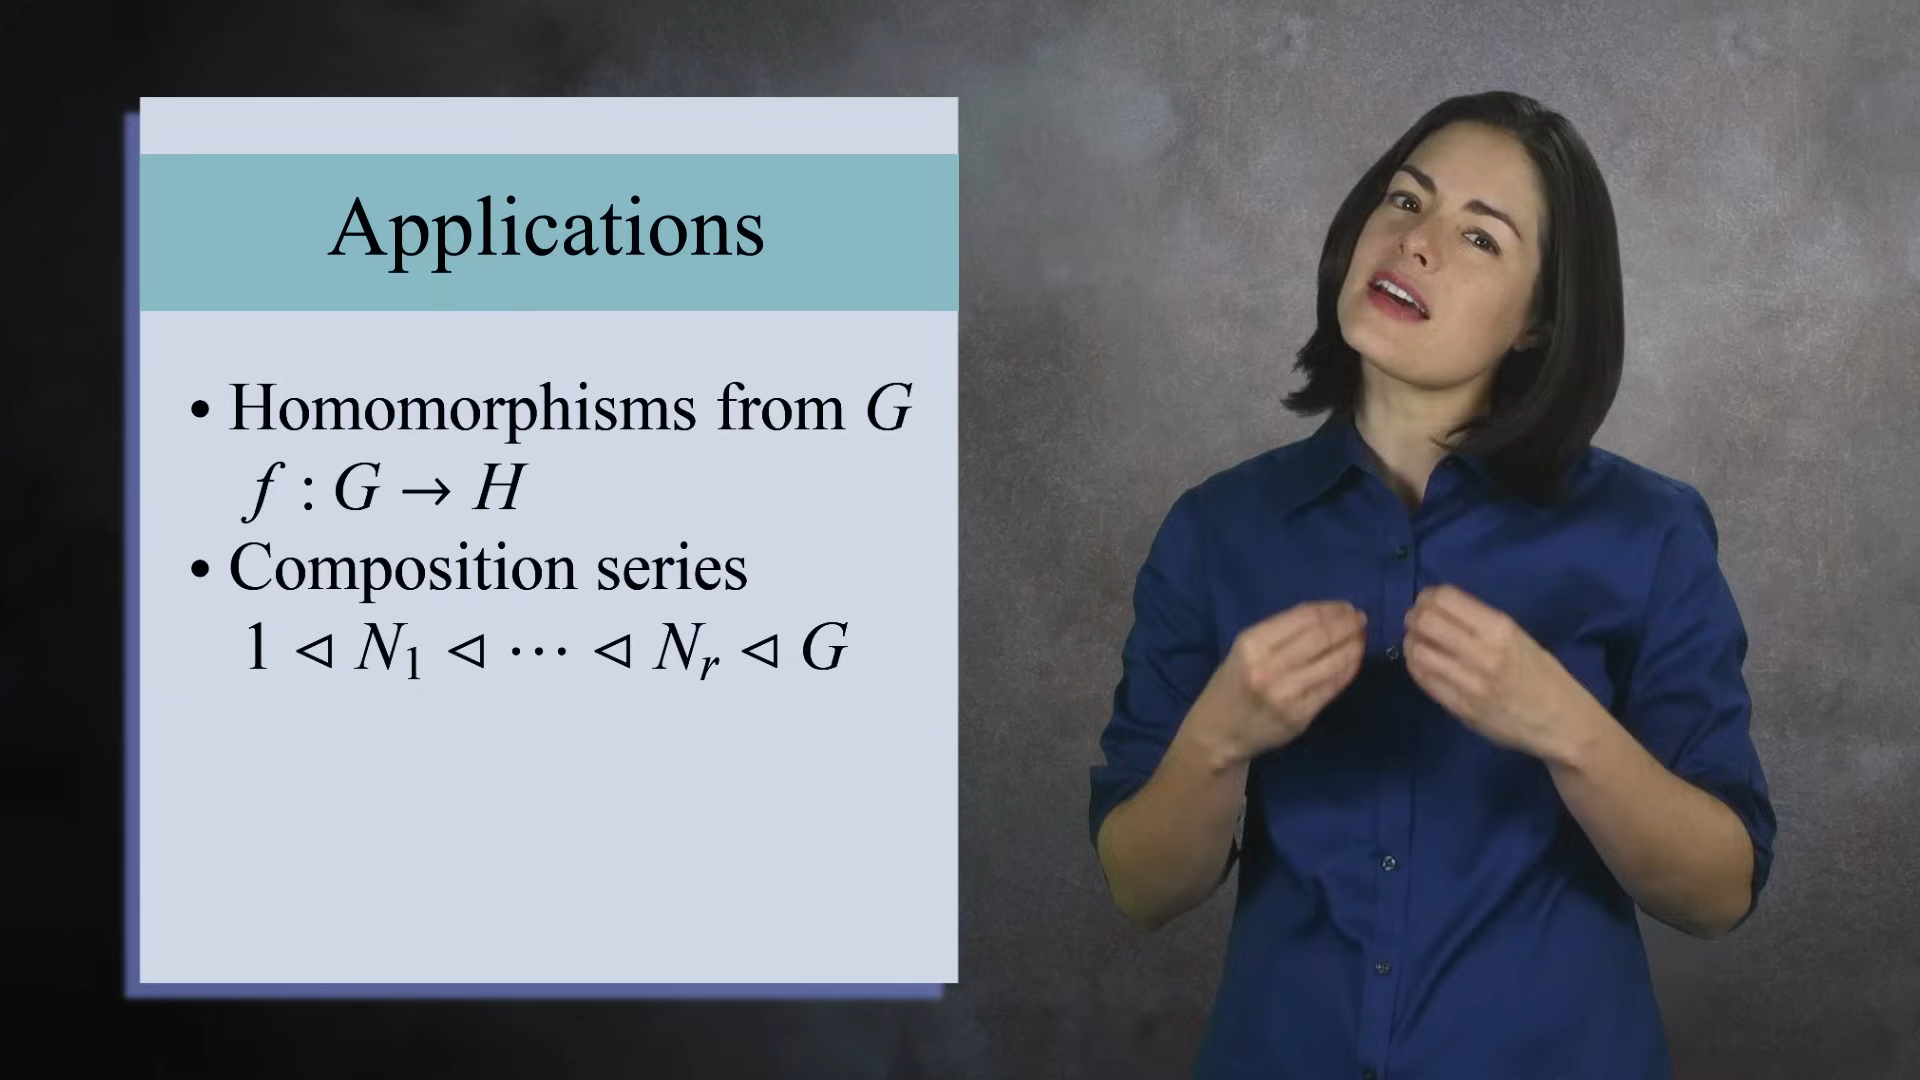 Applications
• Homomorphisms from G
f : G → H
• Composition series
1 ◁ N₁ ◁ ⋯ ◁ Nᵣ ◁ G